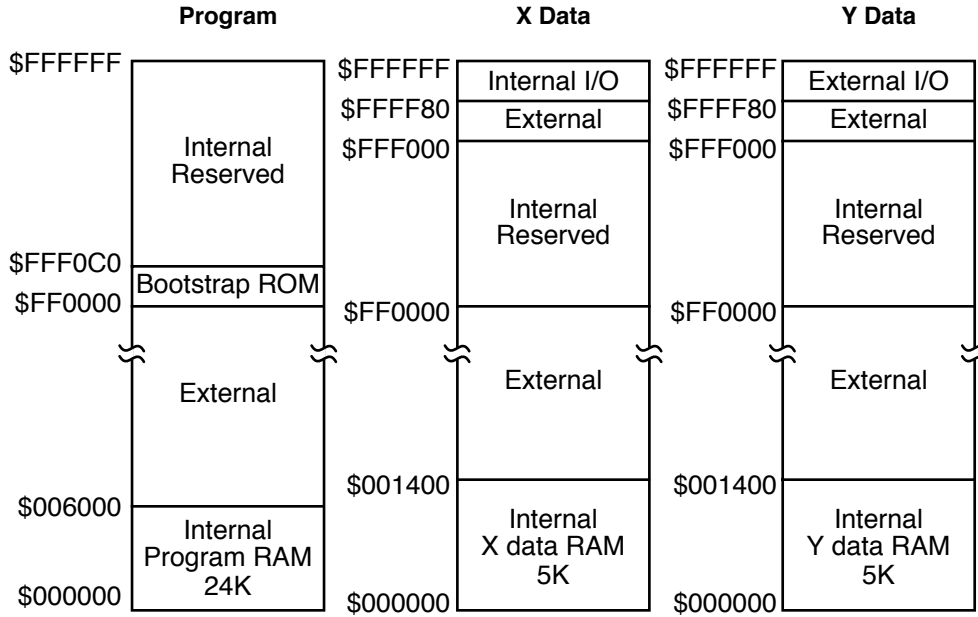 Program
$FFFFFF
Internal
Reserved
$FFF0C0
Bootstrap ROM
$FF0000
External
$006000
Internal
Program RAM
24K
$000000
X Data
$FFFFFF
Internal I/O
$FFFF80
External
$FFF000
Internal
Reserved
$FF0000
External
$001400
Internal
X data RAM
5K
$000000
Y Data
$FFFFFF
External I/O
$FFFF80
External
$FFF000
Internal
Reserved
$FF0000
External
$001400
Internal
Y data RAM
5K
$000000